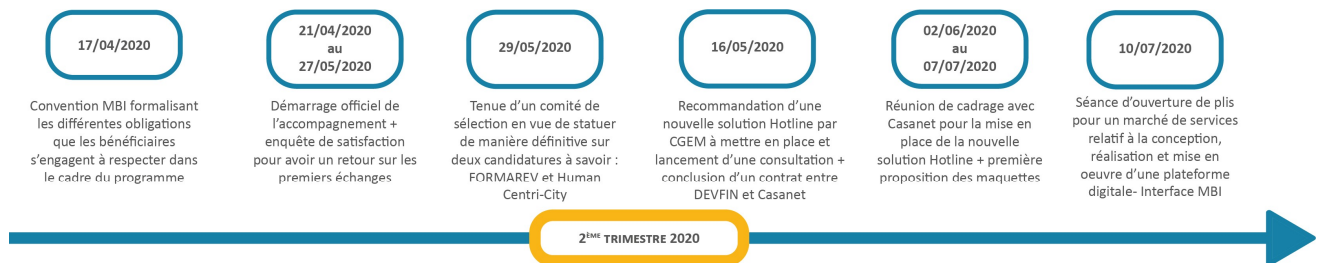 17/04/2020
Convention MBI formalisant
les différentes obligations
que les bénéficiaires
s’engagent à respecter dans
le cadre du programme
21/04/2020
au
27/05/2020
Démarrage officiel de
l’accompagnement +
enquête de satisfaction
pour avoir un retour sur les
premiers échanges
29/05/2020
Tenue d’un comité de
sélection en vue de statuer
de manière définitive sur
deux candidatures à savoir :
FORMAREV et Human
Centri-City
16/05/2020
Recommandation d’une
nouvelle solution Hotline par
CGEM à mettre en place et
lancement d’une consultation +
conclusion d’un contrat entre
DEVFIN et Casanet
02/06/2020
au
07/07/2020
Réunion de cadrage avec
Casanet pour la mise en
place de la nouvelle
solution Hotline + première
proposition des maquettes
10/07/2020
Séance d’ouverture de plis
pour un marché de services
relatif à la conception,
réalisation et mise en
oeuvre d’une plateforme
digitale- Interface MBI
2ÈME TRIMESTRE 2020